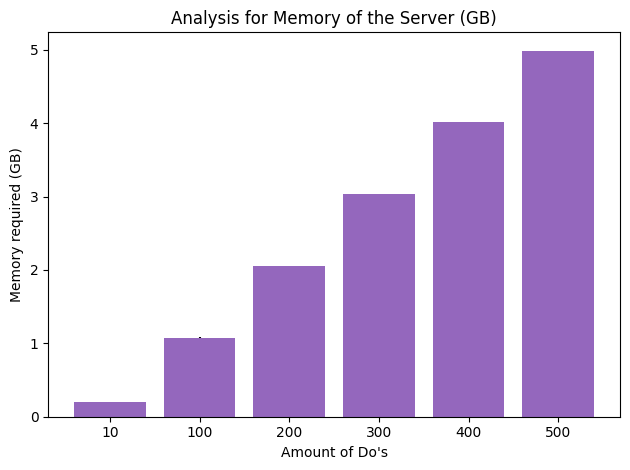 Analysis for Memory of the Server (GB)
Memory required (GB)
5
4
3
2
1
0
10 100 200 300 400 500
Amount of Do's